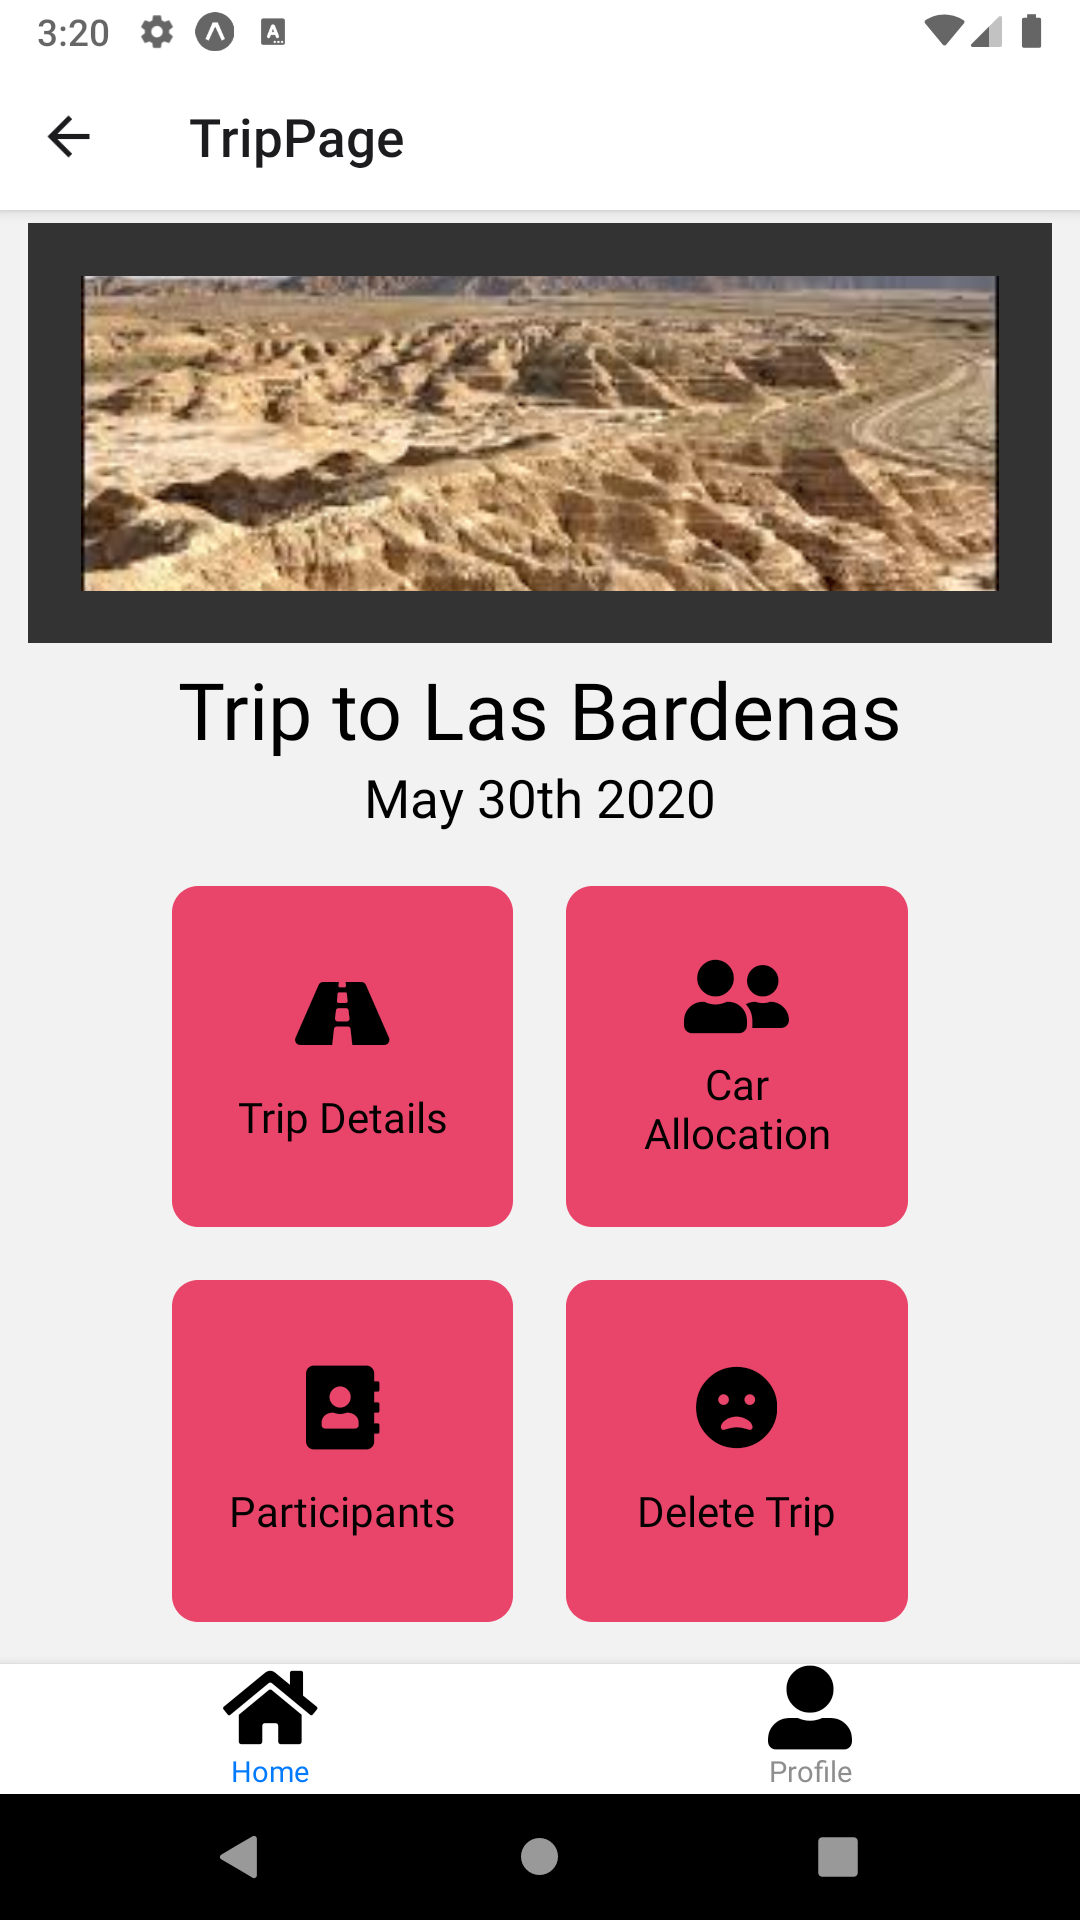 3:20
TripPage
Trip to Las Bardenas
May 30th 2020
Trip Details
Car
Allocation
Participants
Delete Trip
Home
Profile